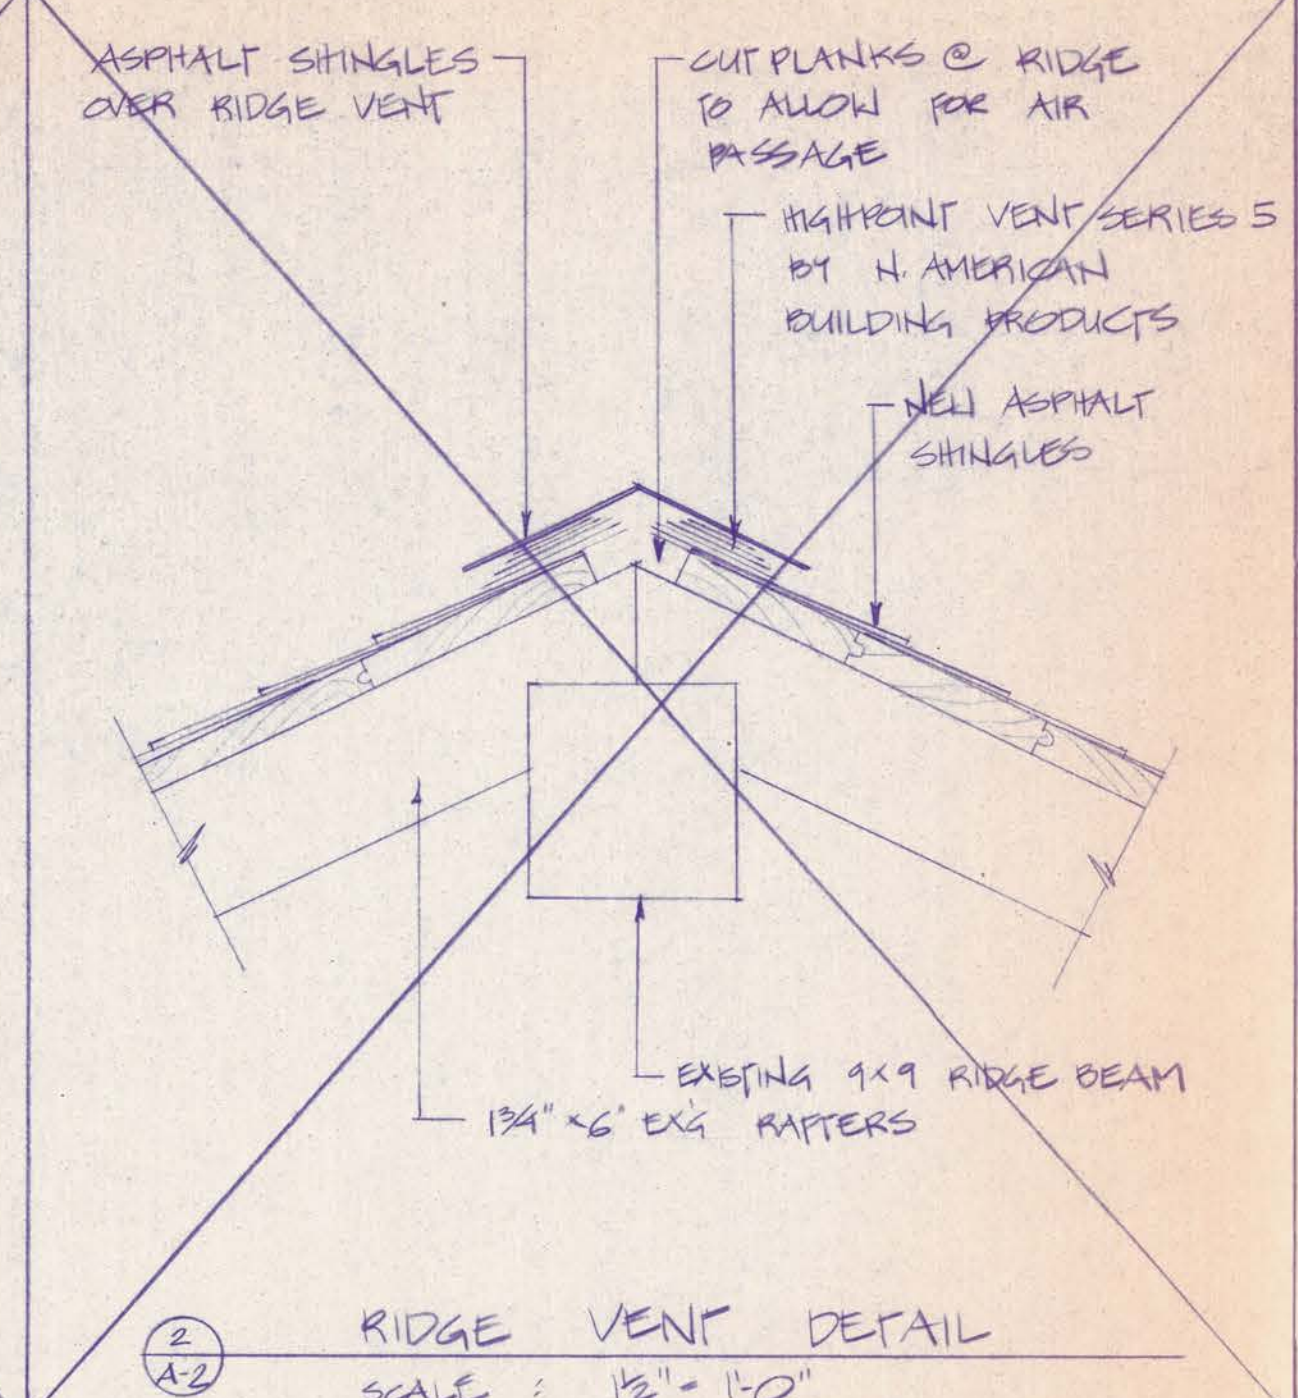 ASPHALT SHINGLES
OVER RIDGE VENT
CUT PLANKS @ RIDGE
TO ALLOW FOR AIR
PASSAGE
HIGHPOINT VENT SERIES 5
BY N. AMERICAN
BUILDING PRODUCTS
NEW ASPHALT
SHINGLES
EXISTING 9x9 RIDGE BEAM
1 3/4" x 6" EX'G RAFTERS
2
A-2
RIDGE VENT DETAIL
SCALE : 1 1/2" = 1'-0"